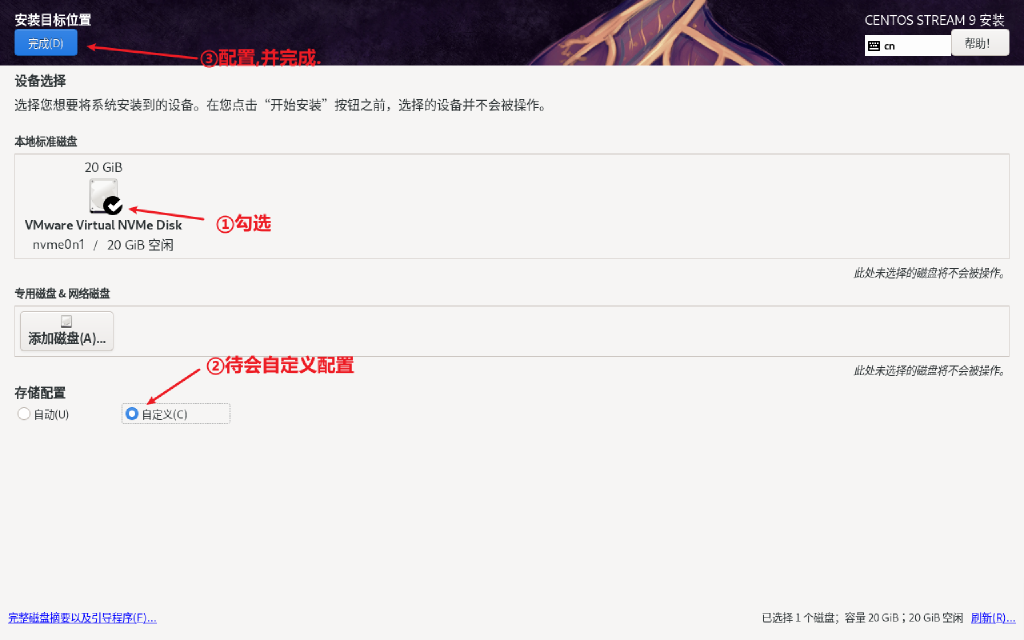 安装目标位置
CENTOS STREAM 9 安装
完成(D)
cn
帮助!
③配置,并完成.
设备选择
选择您想要将系统安装到的设备。在您点击“开始安装”按钮之前，选择的设备并不会被操作。
本地标准磁盘
20 GiB
①勾选
VMware Virtual NVMe Disk
nvme0n1 / 20 GiB 空闲
此处未选择的磁盘将不会被操作。
专用磁盘 & 网络磁盘
添加磁盘(A)...
②待会自定义配置
此处未选择的磁盘将不会被操作。
存储配置
自动(U)
自定义(C)
完整磁盘摘要以及引导程序(F)...
已选择 1 个磁盘；容量 20 GiB；20 GiB 空闲 刷新(R)...